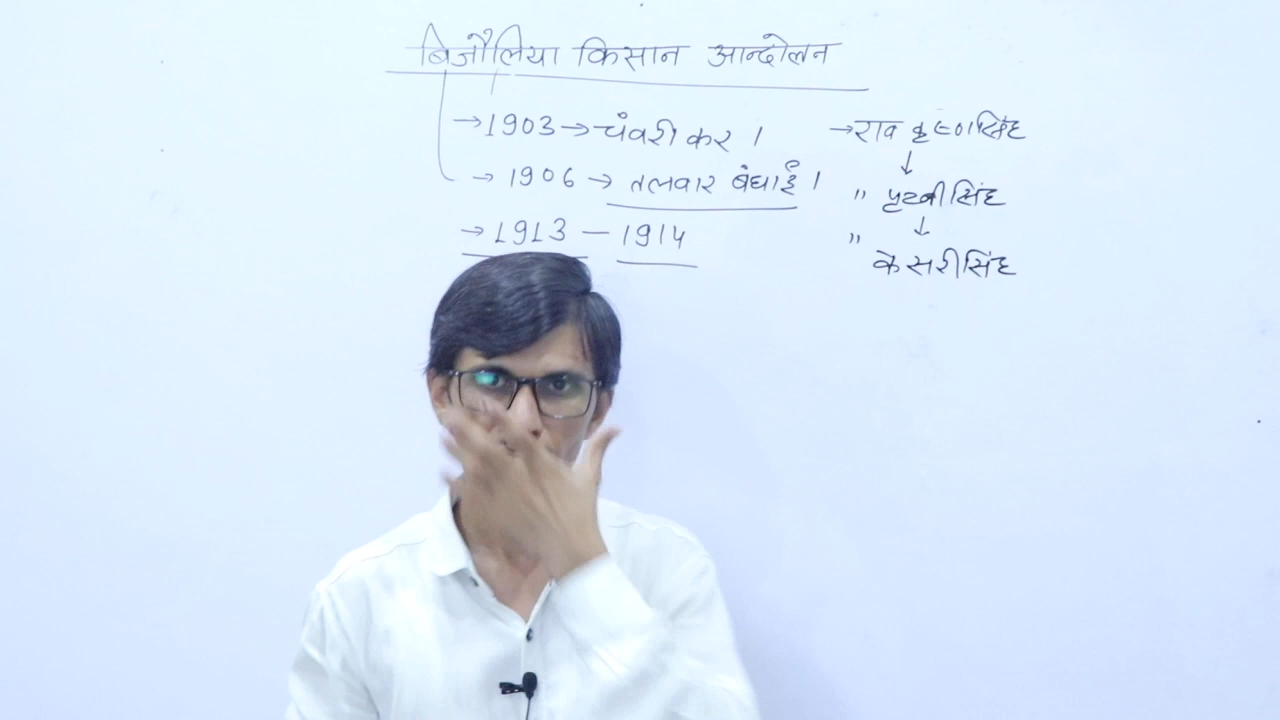 बिजौलिया किसान आन्दोलन
→1903→चंवरी कर । →राव कृष्णसिंह
↓
→ 1906 → तलवार बंधाई । " पृथ्वीसिंह
↓
→1913 — 1914 " केसरीसिंह